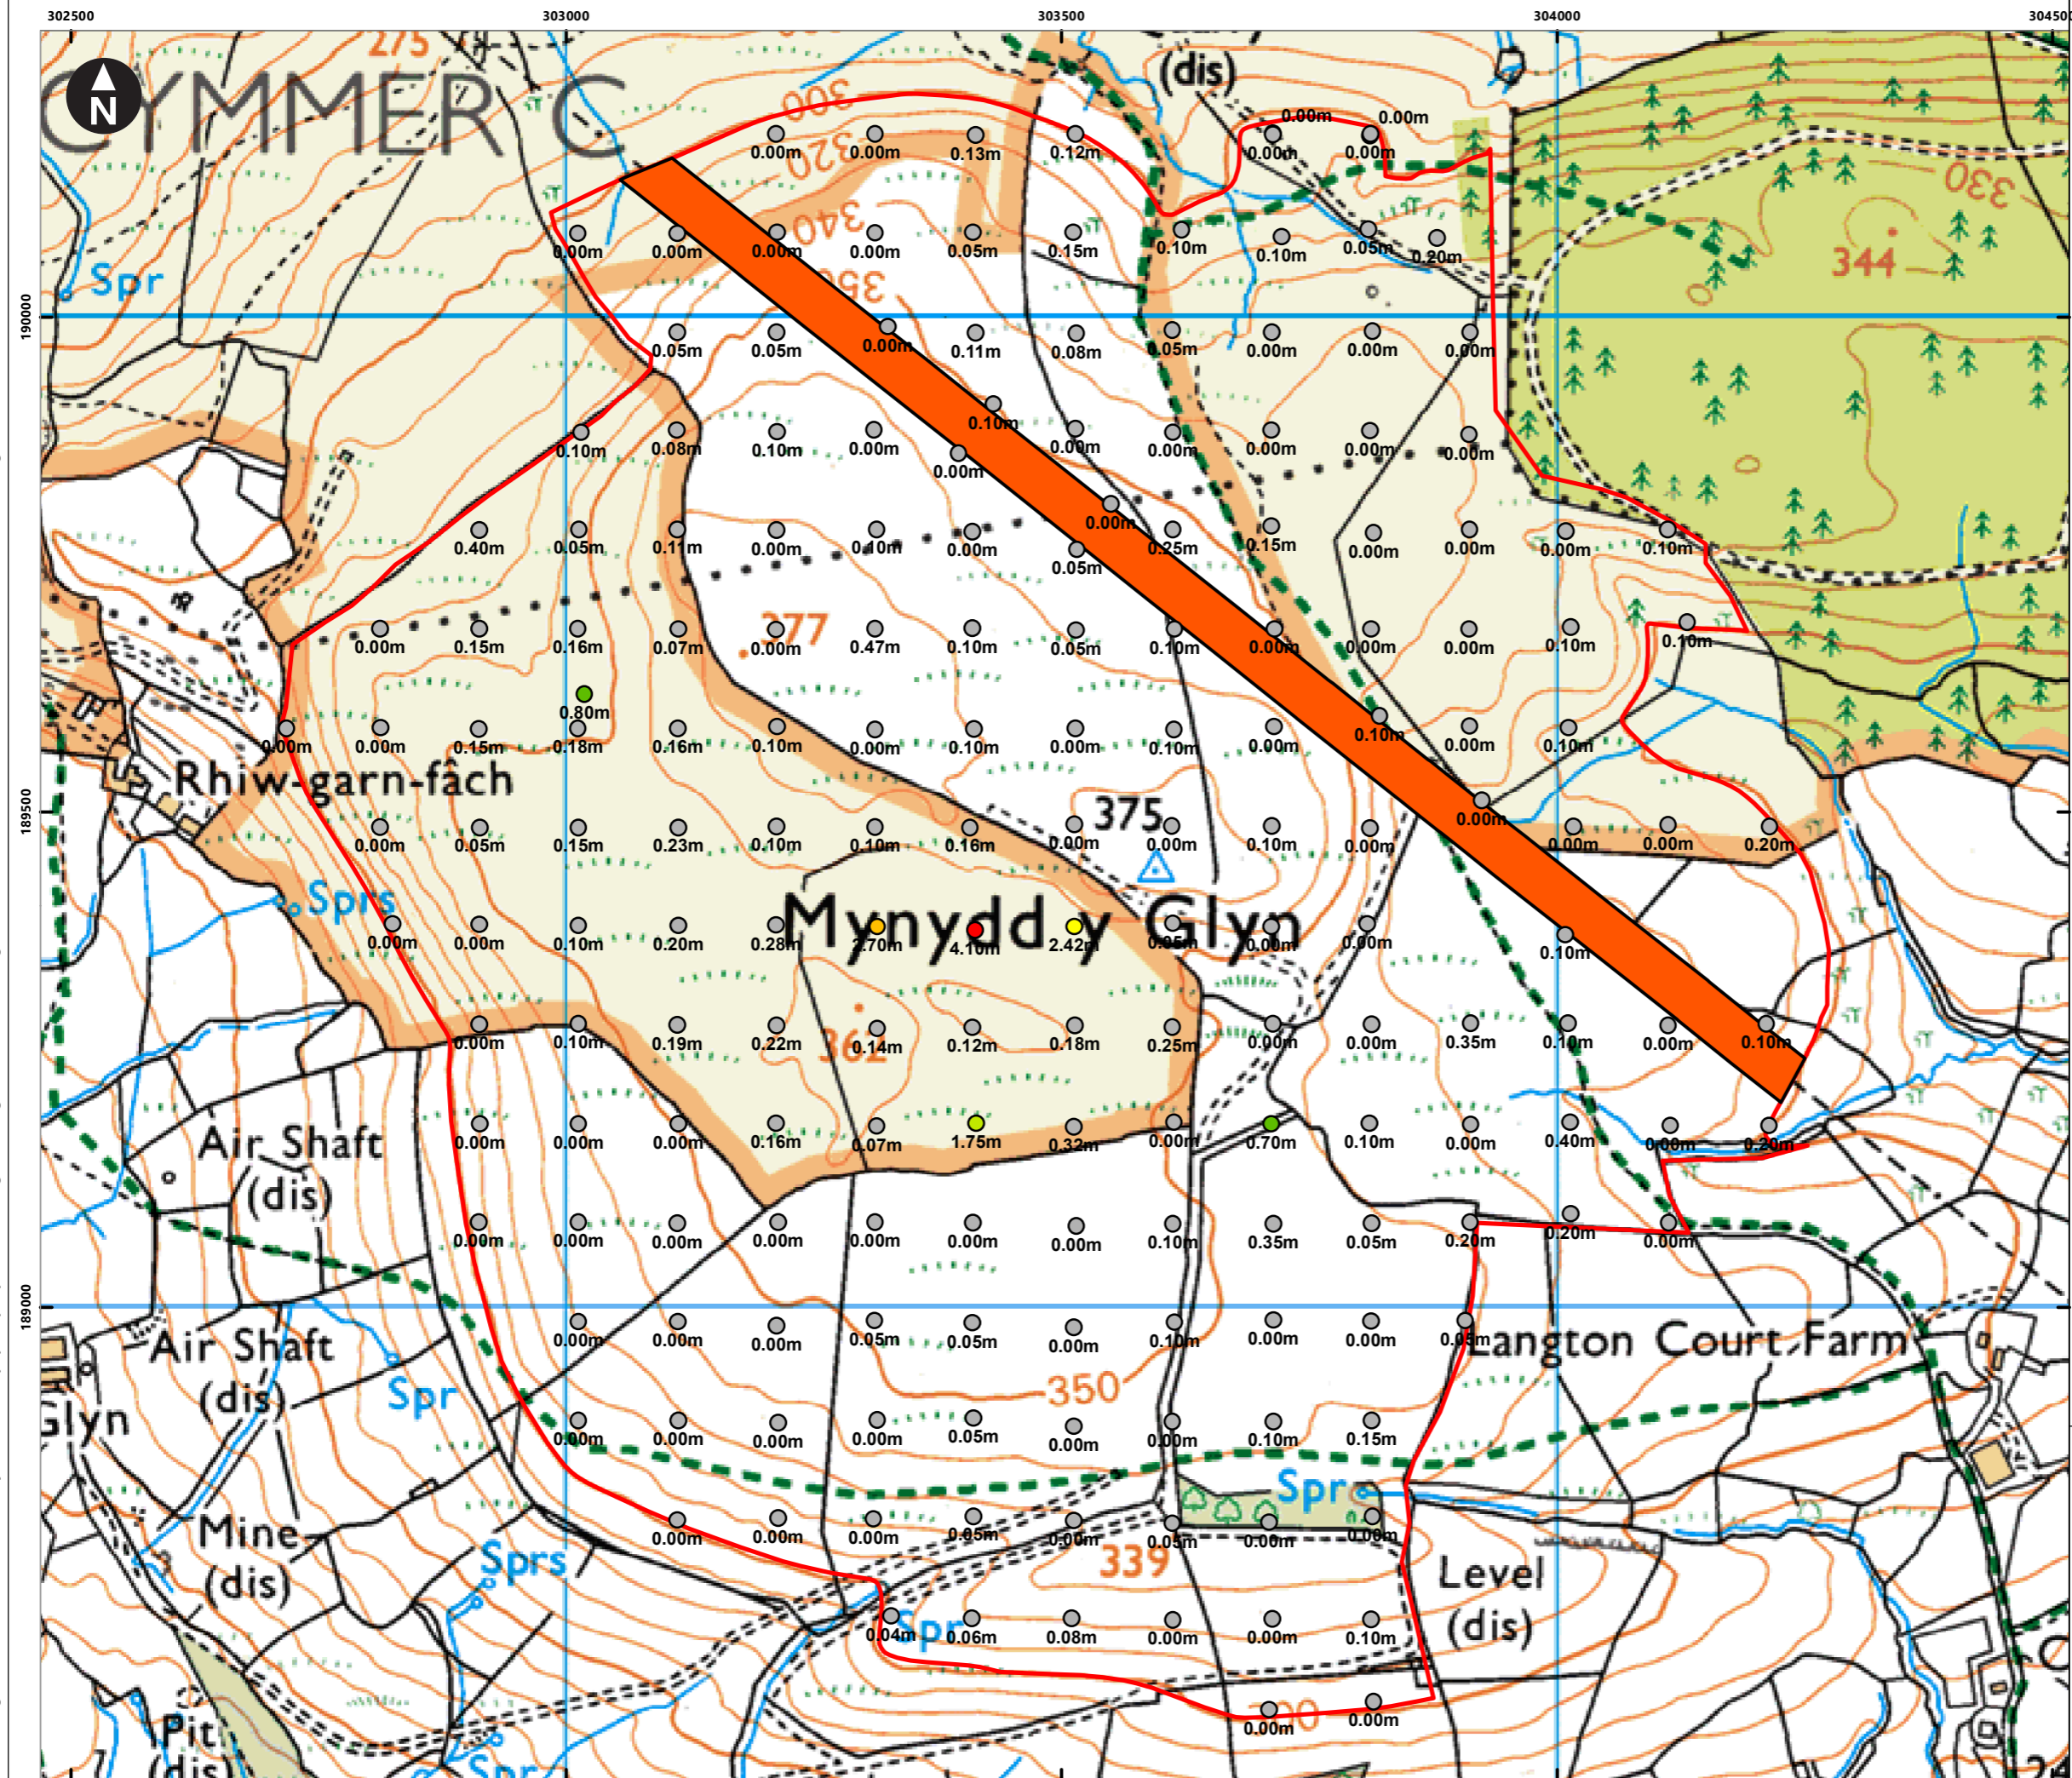 302500 303000 303500 304000
275
(dis)
CYMMER C
N
300
0.00m 0.00m
0.00m 0.00m 0.13m 0.12m 0.00m 0.00m
320
330
340
Spr
0.00m 0.00m 0.00m 0.00m 0.05m 0.15m 0.10m 0.10m 0.05m 0.20m
344
350
190000
0.05m 0.05m 0.00m 0.11m 0.08m 0.05m 0.00m 0.00m 0.00m
0.10m
0.10m 0.08m 0.10m 0.00m 0.00m 0.00m 0.00m 0.00m 0.00m
0.00m
0.00m
0.40m 0.05m 0.11m 0.00m 0.10m 0.00m 0.25m 0.15m 0.00m 0.00m 0.00m 0.10m
0.05m
377
0.00m 0.15m 0.16m 0.07m 0.00m 0.47m 0.10m 0.05m 0.10m 0.00m 0.00m 0.00m 0.10m 0.10m
0.80m
0.00m 0.00m 0.15m 0.18m 0.16m 0.10m 0.00m 0.10m 0.00m 0.10m 0.00m 0.10m 0.00m 0.10m
Rhiw-garn-fâch
375
189500
0.00m
0.00m 0.05m 0.15m 0.23m 0.10m 0.10m 0.16m 0.00m 0.00m 0.10m 0.00m 0.00m 0.00m 0.20m
Sprs
Mynydd y Glyn
0.00m 0.00m 0.10m 0.20m 0.28m 2.70m 4.10m 2.42m 0.05m 0.00m 0.00m 0.10m
362
0.00m 0.10m 0.19m 0.22m 0.14m 0.12m 0.18m 0.25m 0.00m 0.00m 0.35m 0.10m 0.00m 0.10m
Air Shaft
(dis)
0.00m 0.00m 0.00m 0.16m 0.07m 1.75m 0.32m 0.00m 0.70m 0.10m 0.00m 0.40m 0.00m 0.20m
0.00m 0.00m 0.00m 0.00m 0.00m 0.00m 0.00m 0.10m 0.35m 0.05m 0.20m 0.20m 0.00m
189000
0.00m 0.00m 0.00m 0.05m 0.05m 0.00m 0.10m 0.00m 0.00m 0.05m
Langton Court Farm
Air Shaft
(dis)
Spr
350
Glyn
0.00m 0.00m 0.00m 0.00m 0.05m 0.00m 0.00m 0.10m 0.15m
Spr
Mine
(dis)
0.00m 0.00m 0.00m 0.05m 0.00m 0.05m 0.00m 0.00m
Sprs
339
Level
(dis)
Spr
0.04m 0.06m 0.08m 0.00m 0.00m 0.10m
0.00m 0.00m
Pit
(dis)
Spr